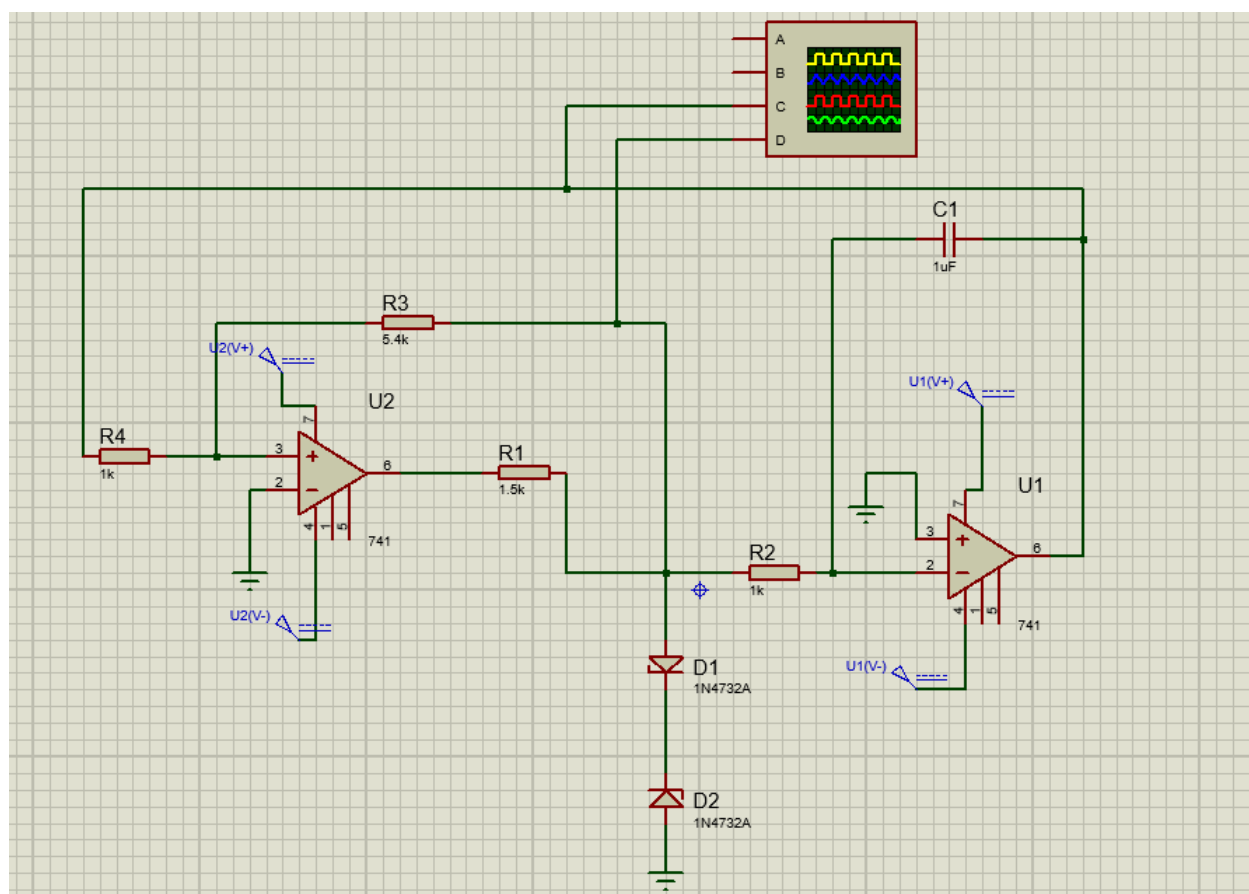 A
B
C
D
C1
1uF
R3
5.4k
U2(V+)
U1(V+)
U2
7
R4
1k
3
2
6
4
1
5
741
R1
1.5k
U1
7
R2
1k
3
2
6
4
1
5
741
U2(V-)
U1(V-)
D1
1N4732A
D2
1N4732A